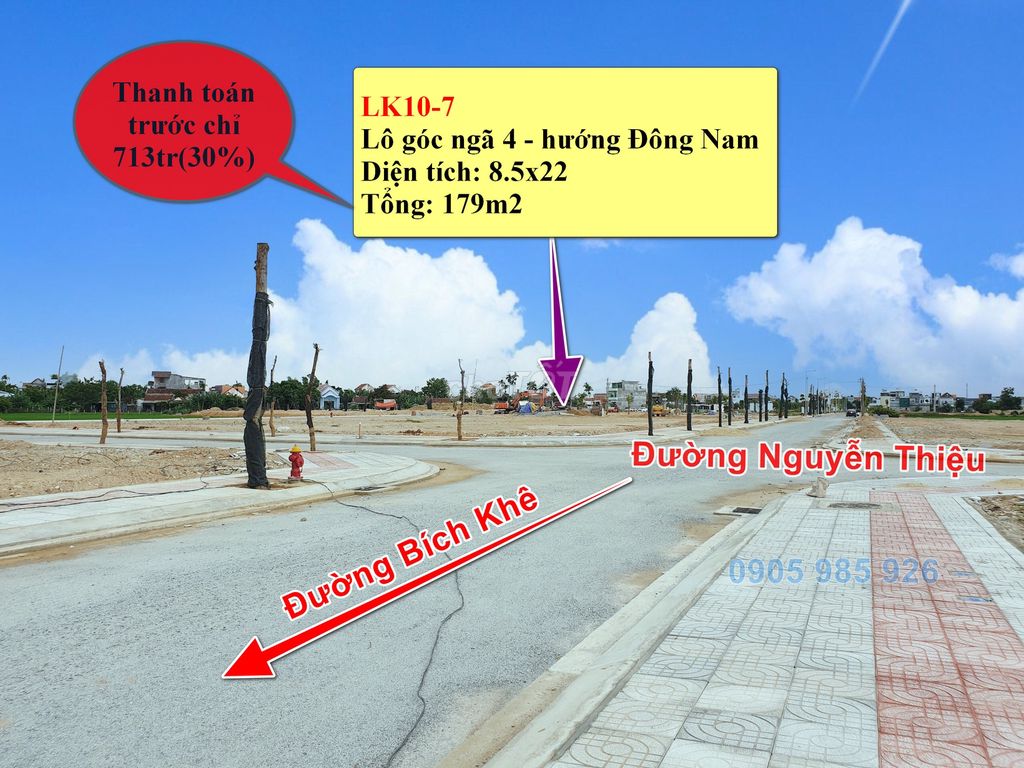 Thanh toán
trước chỉ
713tr(30%)
LK10-7
Lô góc ngã 4 - hướng Đông Nam
Diện tích: 8.5x22
Tổng: 179m2
Đường Nguyễn Thiệu
Đường Bích Khê
0905 985 926